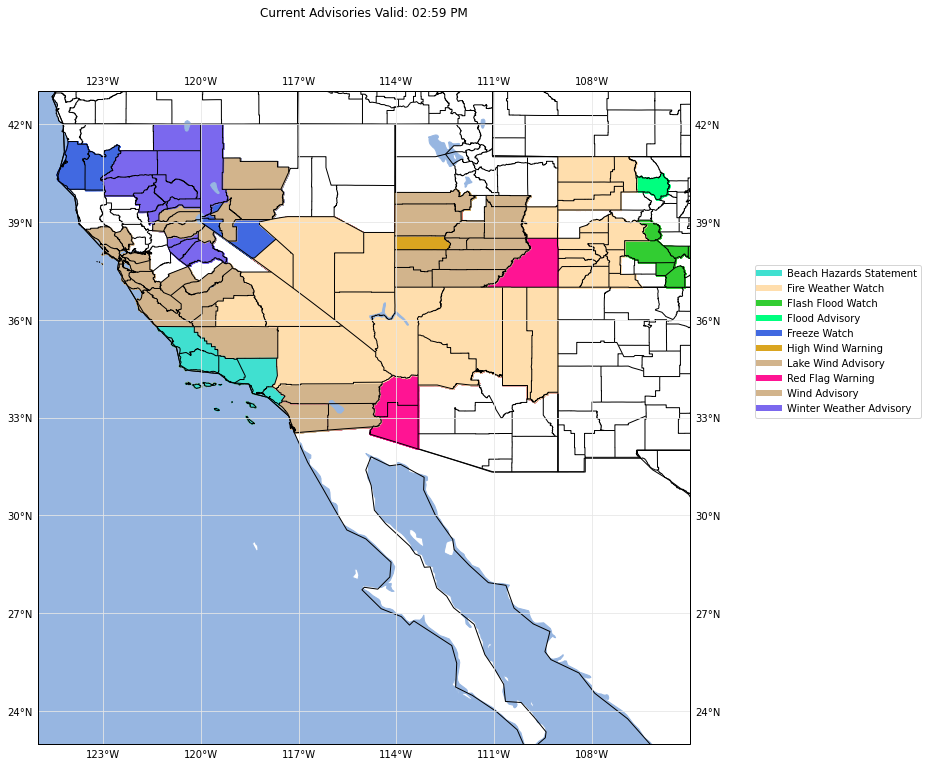 Current Advisories Valid: 02:59 PM
123°W 120°W 117°W 114°W 111°W 108°W
42°N 42°N
39°N 39°N
36°N 36°N
33°N 33°N
30°N 30°N
27°N 27°N
24°N 24°N
123°W 120°W 117°W 114°W 111°W 108°W
Beach Hazards Statement
Fire Weather Watch
Flash Flood Watch
Flood Advisory
Freeze Watch
High Wind Warning
Lake Wind Advisory
Red Flag Warning
Wind Advisory
Winter Weather Advisory